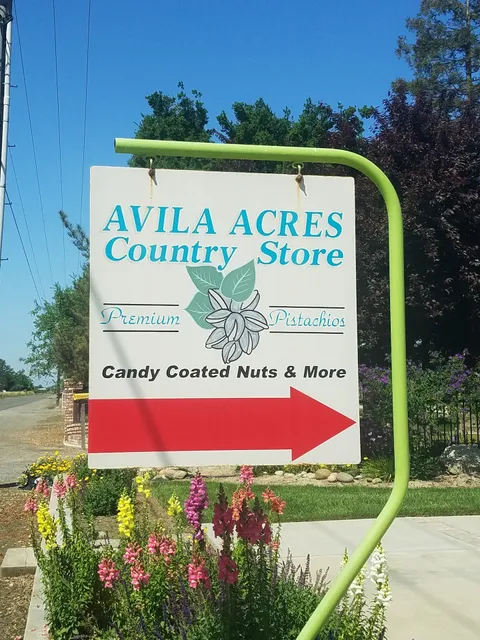 AVILA ACRES
Country Store
Premium Pistachios
Candy Coated Nuts & More